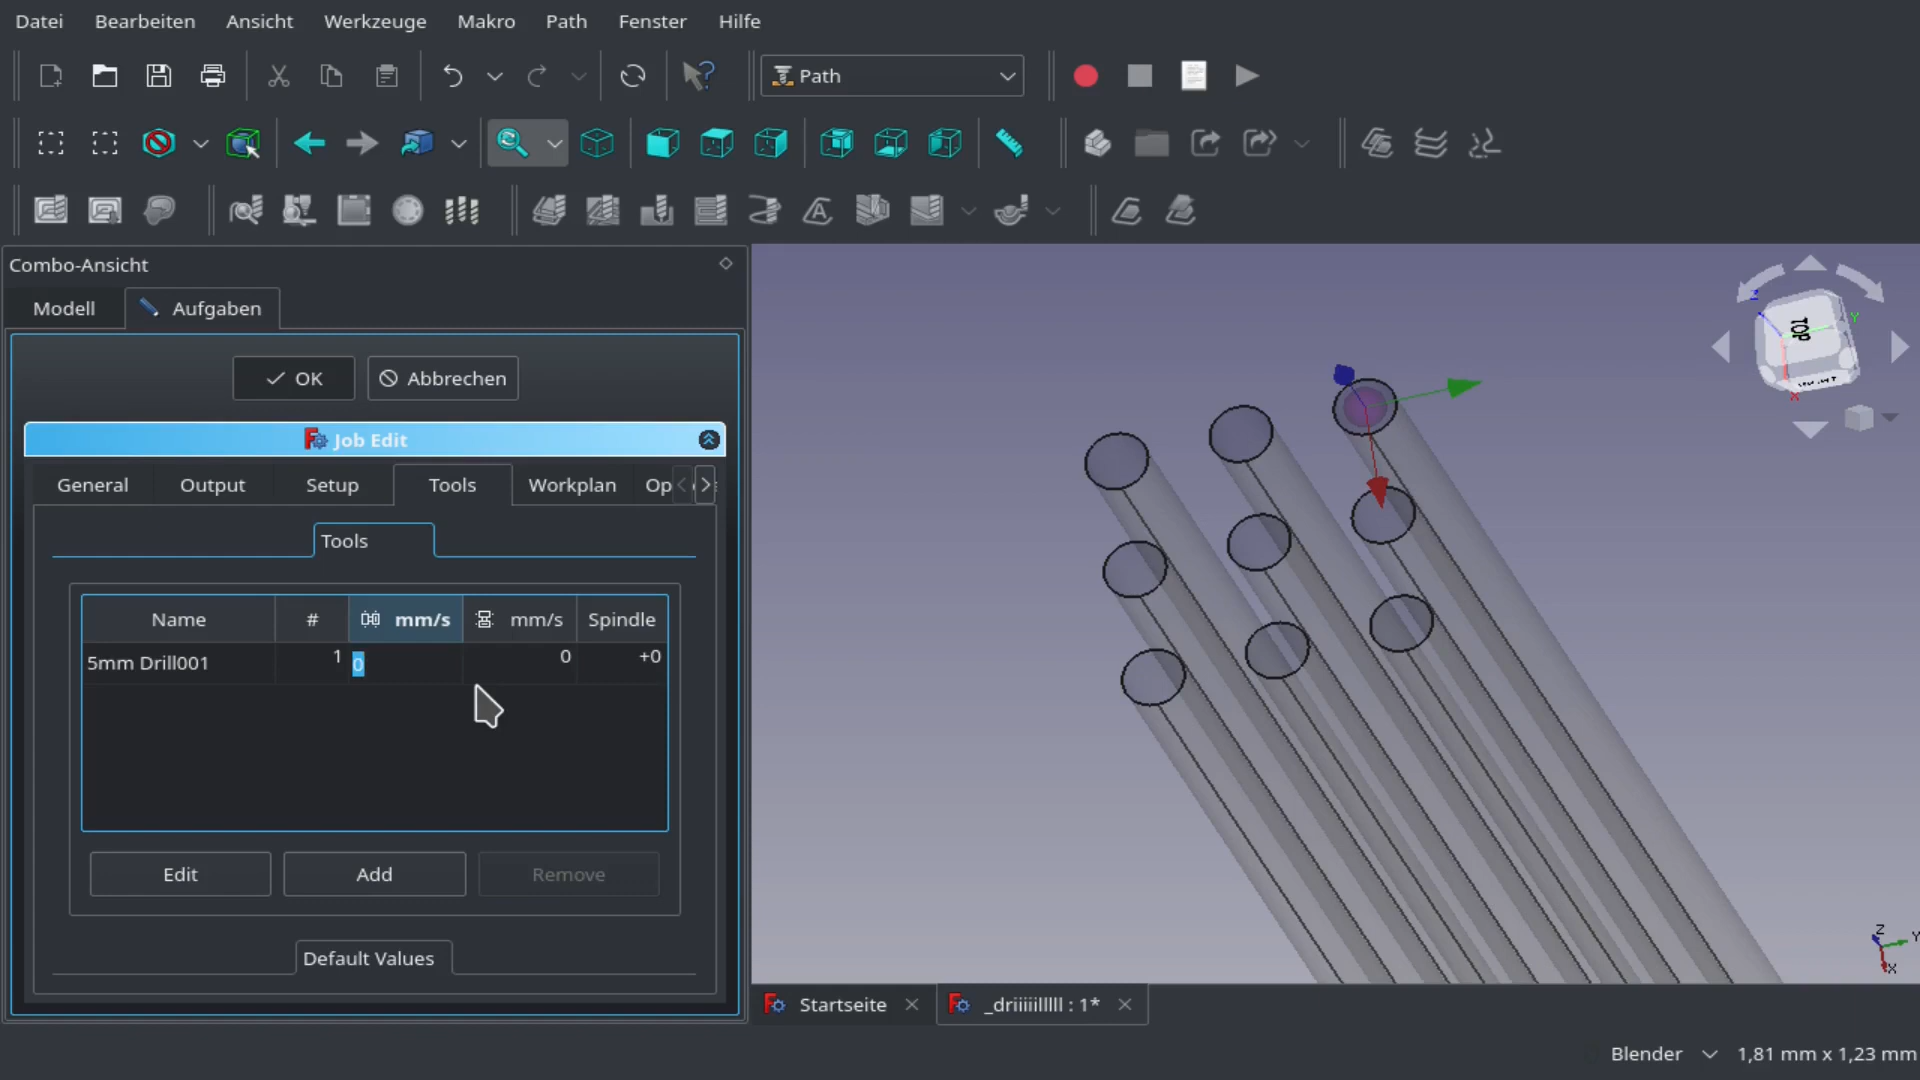 Datei Bearbeiten Ansicht Werkzeuge Makro Path Fenster Hilfe
Path
Combo-Ansicht
Modell Aufgaben
OK Abbrechen
Job Edit
General Output Setup Tools Workplan Op
Tools
Name # mm/s mm/s Spindle
5mm Drill001 1 0 0 +0
Edit Add Remove
Default Values
TOP
Z
Y
X
Z
Y
X
Startseite _driiiiilllll : 1*
Blender 1,81 mm x 1,23 mm